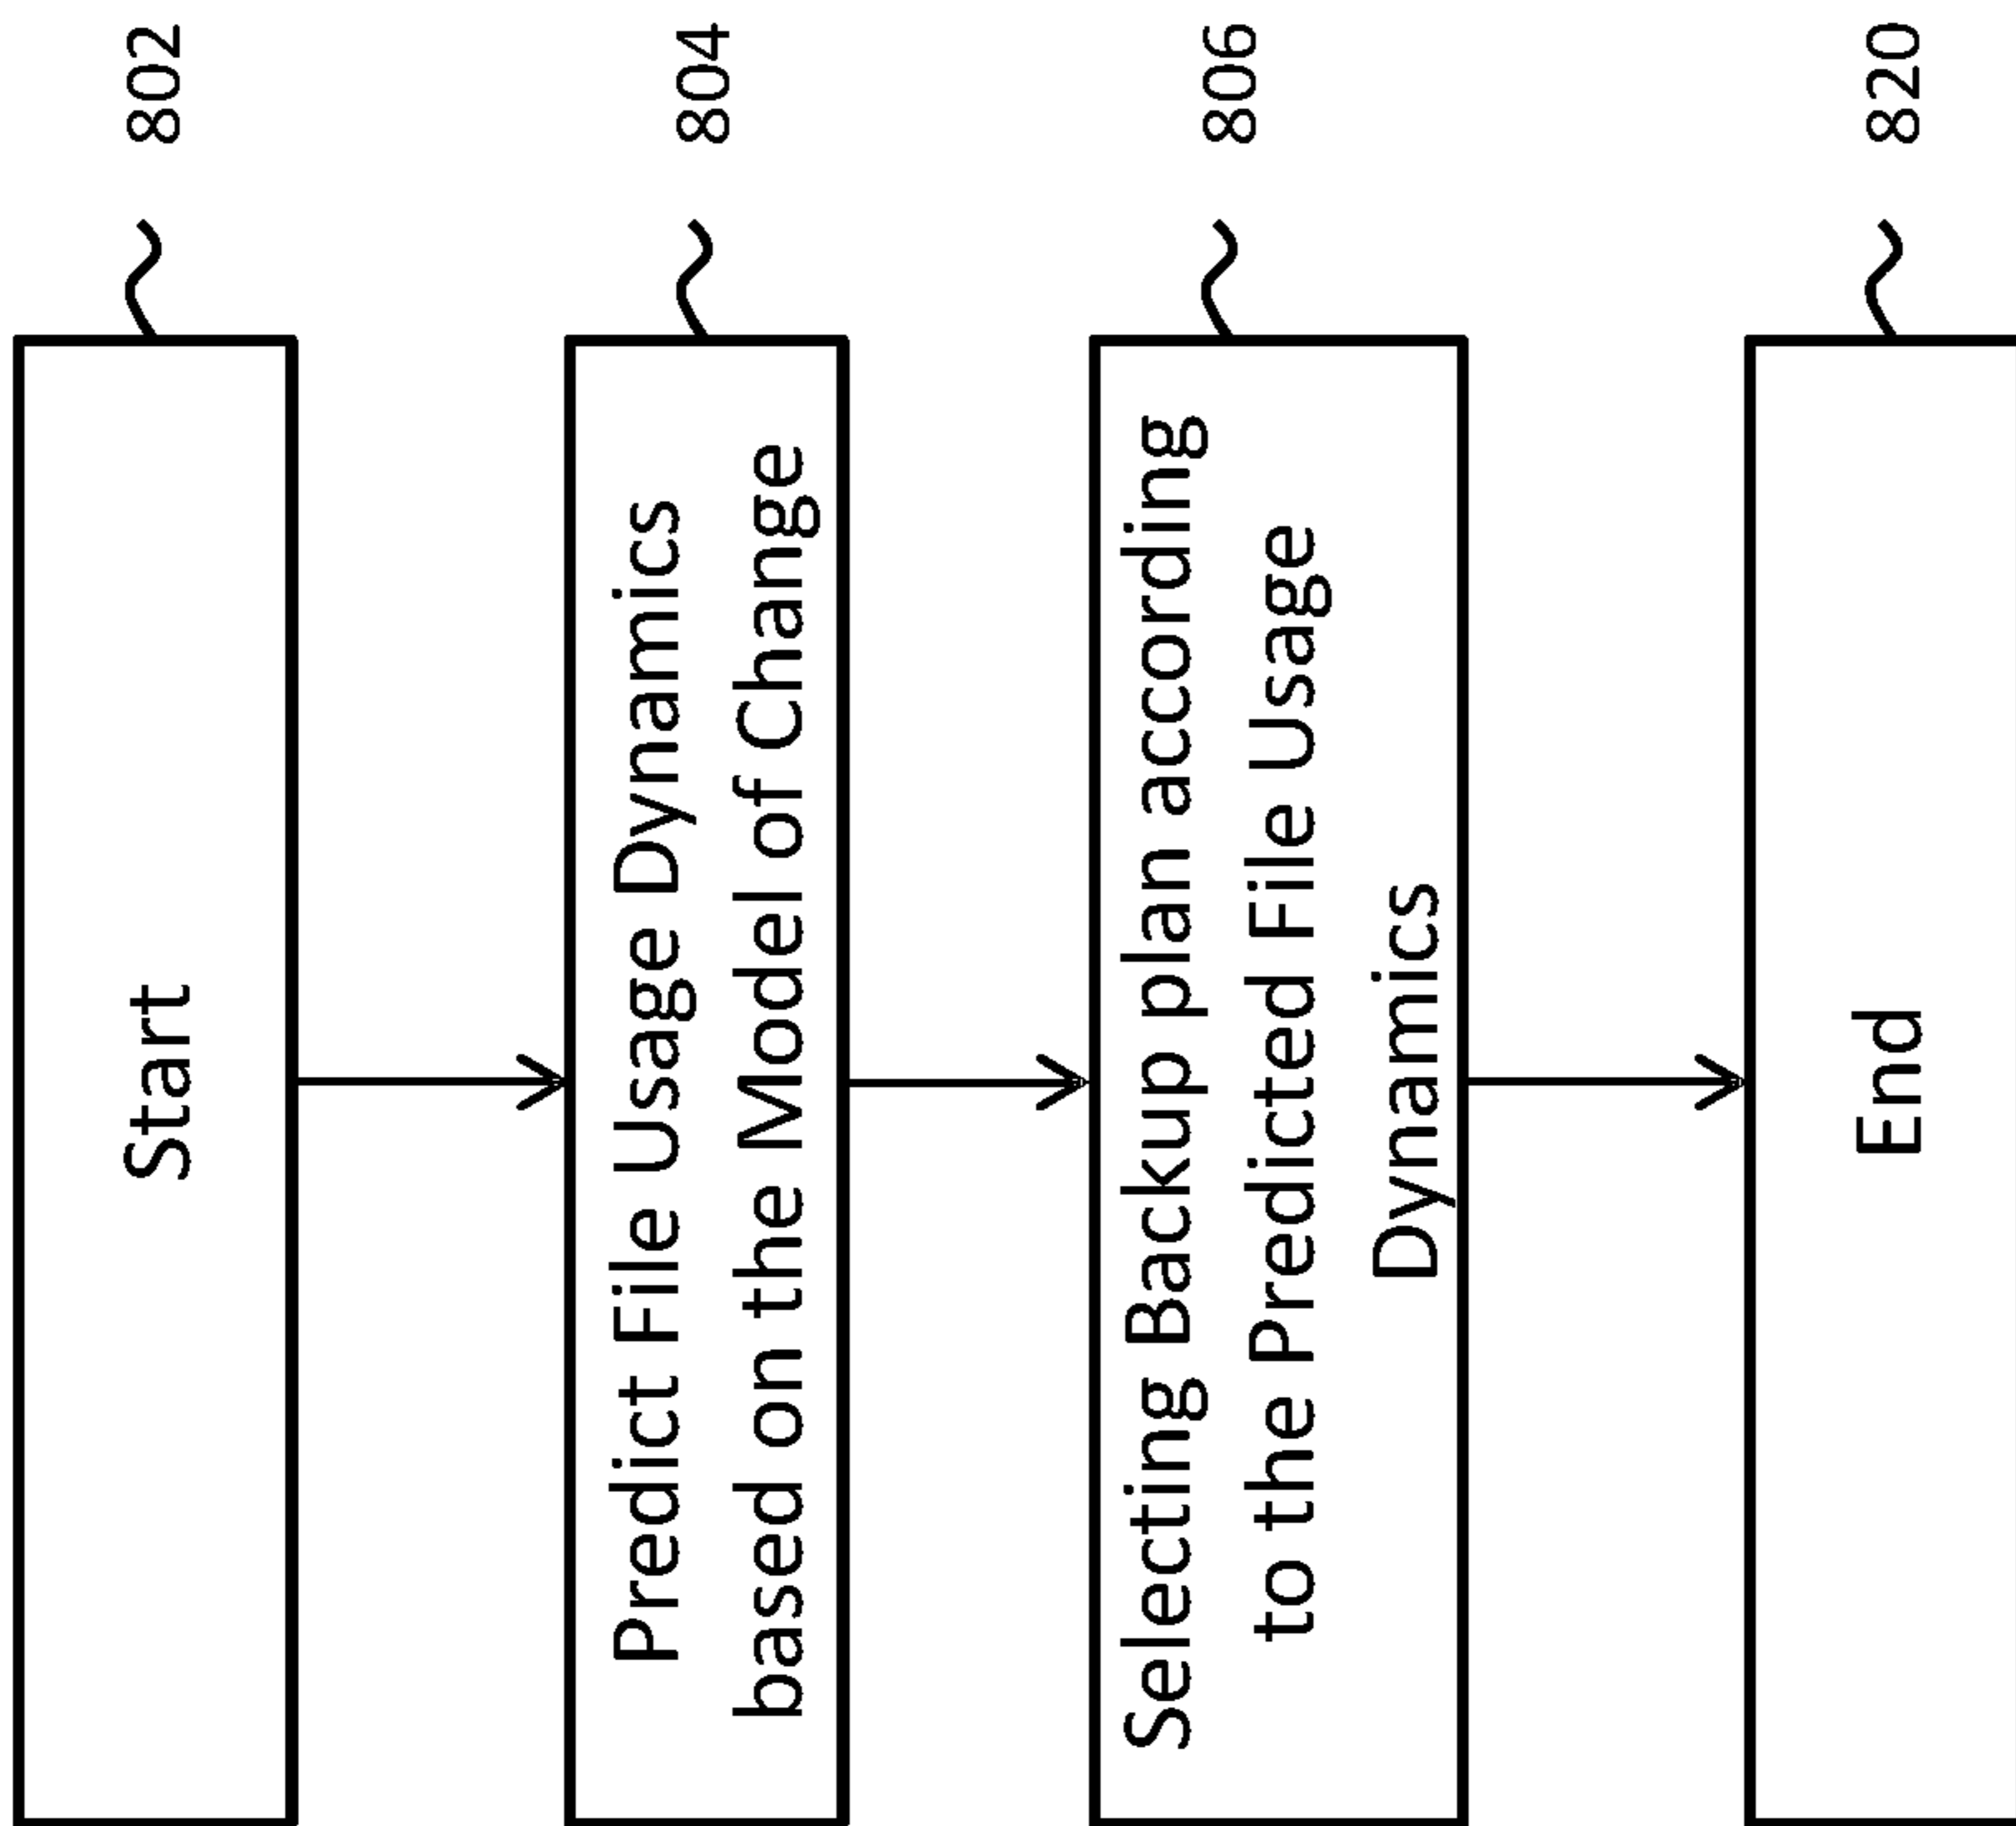 Start
802
Predict File Usage Dynamics
based on the Model of Change
804
Selecting Backup plan according
to the Predicted File Usage
Dynamics
806
End
820